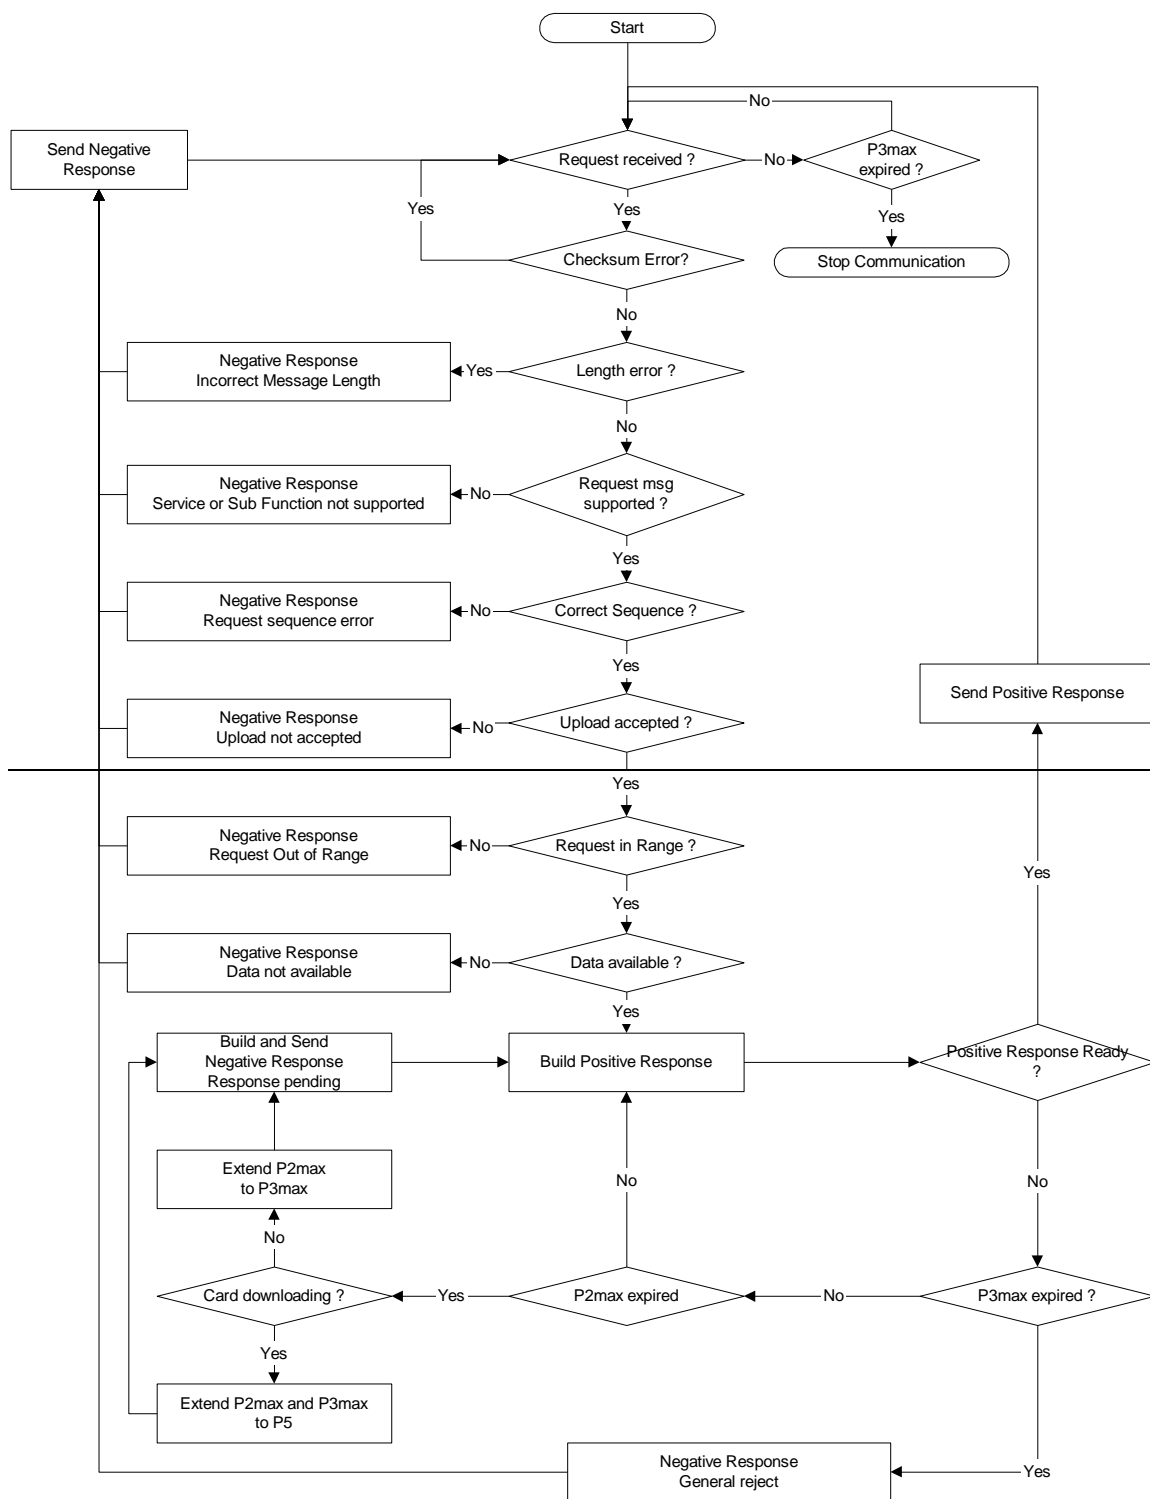 Start
No
Send Negative
Response
Request received ?
No
P3max
expired ?
Yes
Yes
Yes
Checksum Error?
Stop Communication
No
Negative Response
Incorrect Message Length
Yes
Length error ?
No
Negative Response
Service or Sub Function not supported
No
Request msg
supported ?
Yes
Negative Response
Request sequence error
No
Correct Sequence ?
Yes
Send Positive Response
Negative Response
Upload not accepted
No
Upload accepted ?
Yes
Negative Response
Request Out of Range
No
Request in Range ?
Yes
Yes
Negative Response
Data not available
No
Data available ?
Yes
Build and Send
Negative Response
Response pending
Build Positive Response
Positive Response Ready
?
Extend P2max
to P3max
No
No
No
Card downloading ?
Yes
P2max expired
No
P3max expired ?
Yes
Extend P2max and P3max
to P5
Negative Response
General reject
Yes